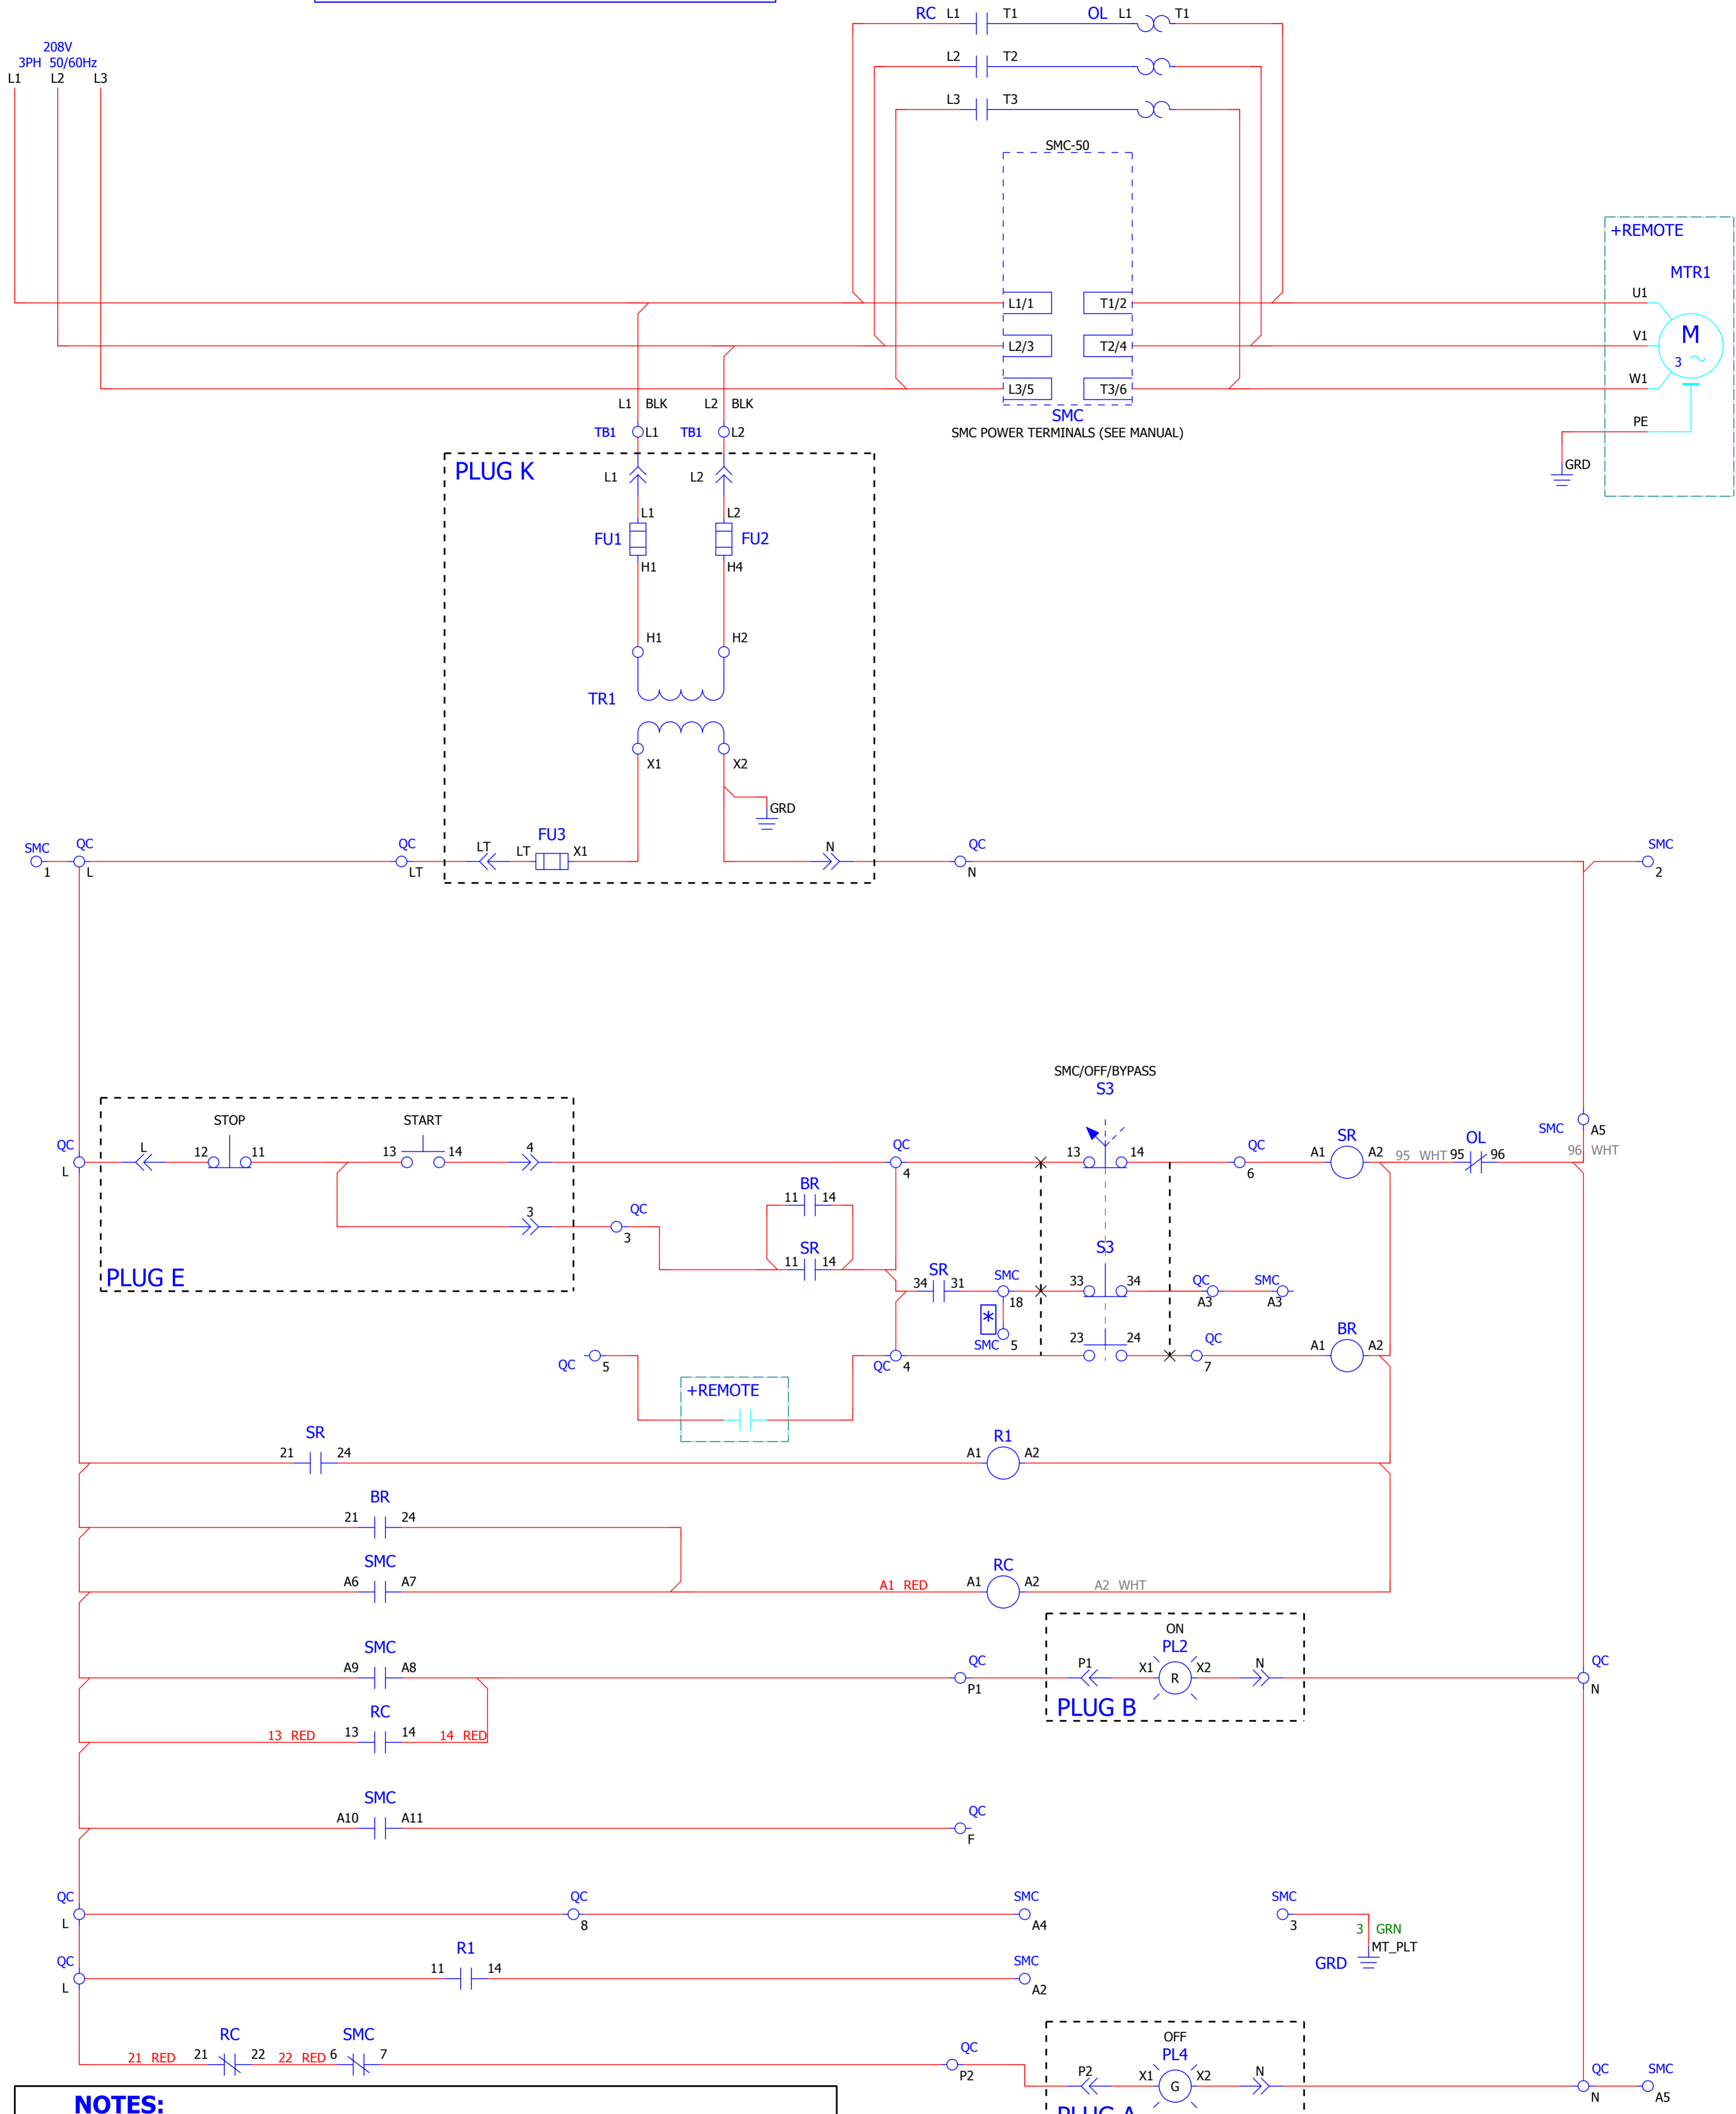 RC L1 T1 OL L1 T1
208V
3PH 50/60Hz
L1 L2 L3
L2 T2
L3 T3
SMC-50
+REMOTE
MTR1
L1/1 T1/2 U1
L2/3 T2/4 V1
M
3
L3/5 T3/6 W1
L1 BLK L2 BLK
SMC
PE
TB1 L1 TB1 L2
SMC POWER TERMINALS (SEE MANUAL)
PLUG K
L1 L2
GRD
L1 L2
FU1 FU2
H1 H4
H1 H2
TR1
X1 X2
GRD
FU3
SMC QC QC LT LT X1 N QC SMC
1 L LT N 2
SMC/OFF/BYPASS
S3
STOP START
SMC A5
QC L 12 11 13 14 4 QC 13 14 QC SR OL
L 4 6 A1 A2 95 WHT 95 96 96 WHT
BR
11 14
3 QC
3
SR S3
11 14
PLUG E
SR SMC QC SMC
34 31 18 33 34 A3 A3
*
SMC 5 23 24 QC BR
QC 5 QC 4 7 A1 A2
+REMOTE
SR R1
21 24 A1 A2
BR
21 24
SMC RC
A6 A7 A1 RED A1 A2 A2 WHT
ON
SMC PL2
A9 A8 QC P1 X1 R X2 N QC
P1 N
RC PLUG B
13 RED 13 14 14 RED
SMC
A10 A11 QC
F
QC QC SMC SMC
L 8 A4 3
3 GRN
MT_PLT
GRD
QC R1 SMC
L 11 14 A2
RC SMC OFF
21 RED 21 22 22 RED 6 7 QC PL4
P2 P2 X1 G X2 N QC SMC
N A5
NOTES:
PLUG A